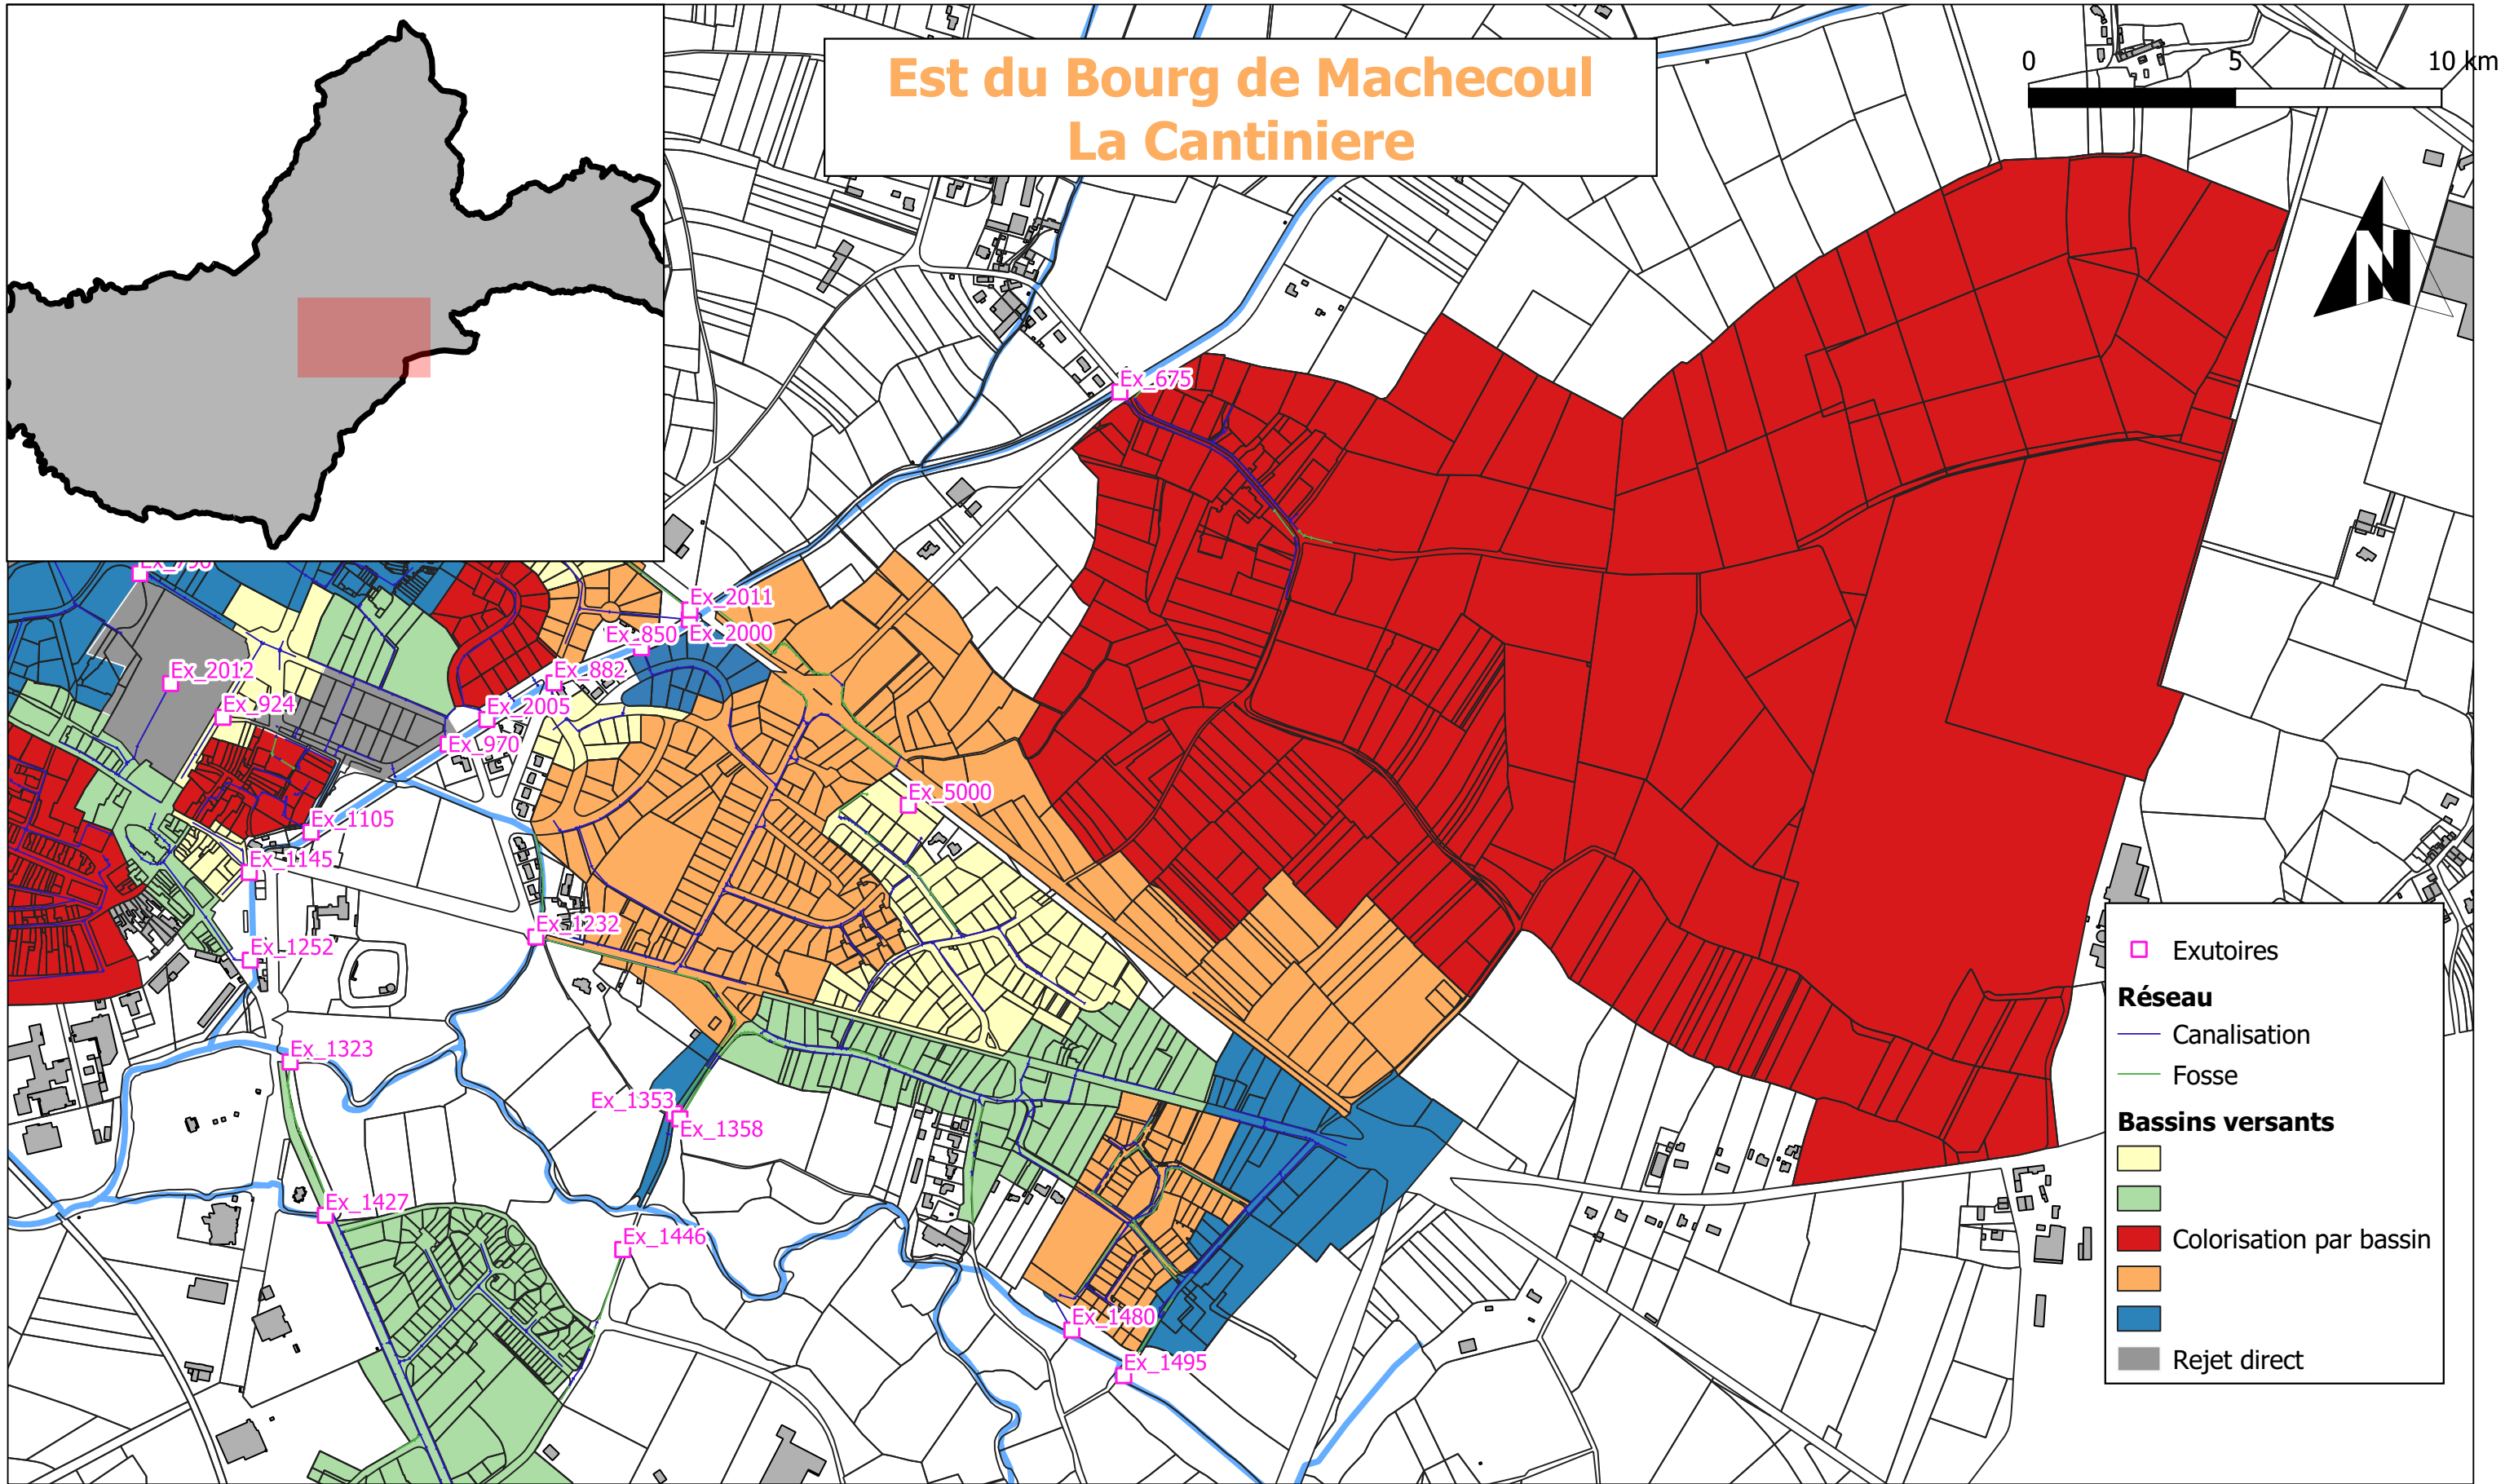 Est du Bourg de Machecoul
La Cantiniere
0 5 10 km
N
Ex_675
Ex_2011
Ex_2000
Ex_850
Ex_882
Ex_2012
Ex_924
Ex_2005
Ex_970
Ex_5000
Ex_1105
Ex_1145
Ex_1232
Ex_1252
Ex_1323
Ex_1353
Ex_1358
Ex_1427
Ex_1446
Ex_1480
Ex_1495
Exutoires
Réseau
Canalisation
Fosse
Bassins versants
Colorisation par bassin
Rejet direct